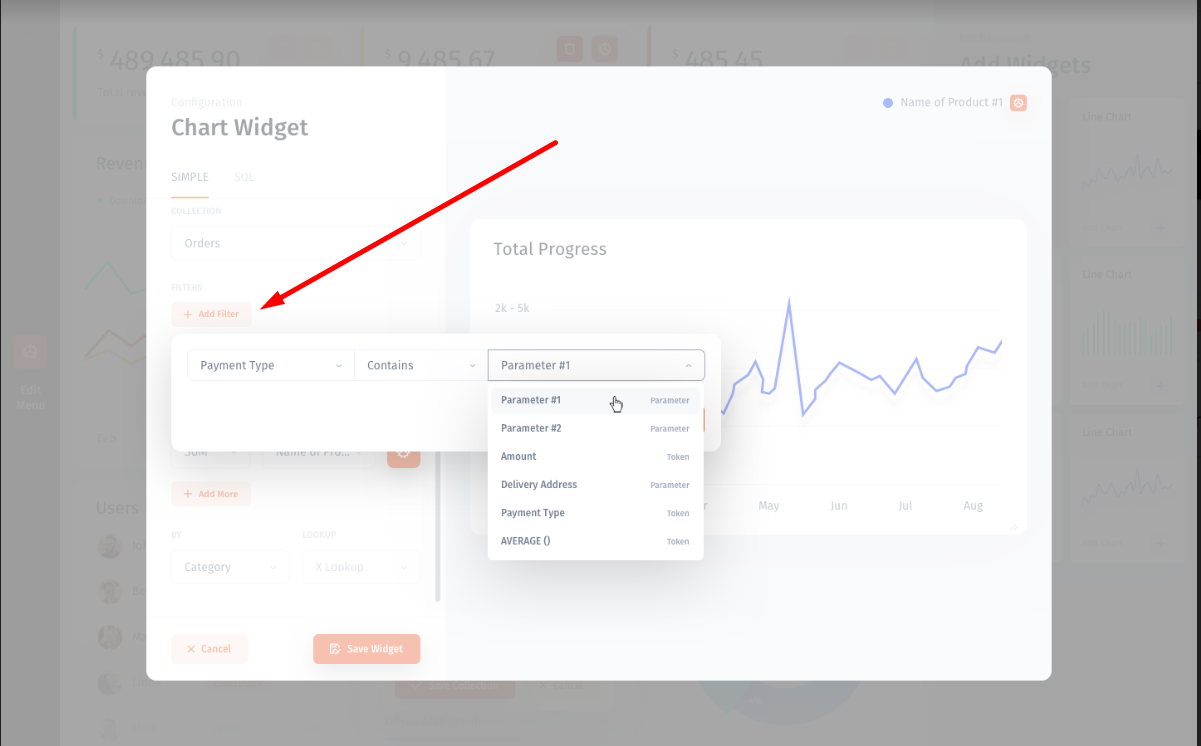 $ 489,485.90
$ 9,485.67
$ 485.45
Add Widgets
Configuration
Chart Widget
Name of Product #1
Line Chart
SIMPLE
SQL
COLLECTION
Orders
Total Progress
FILTERS
Line Chart
+ Add Filter
2k - 5k
Edit
Menu
Payment Type
Contains
Parameter #1
Parameter #1
Parameter
Parameter #2
Parameter
Line Chart
SUM
Name of Pro...
Amount
Token
Delivery Address
Parameter
+ Add More
Users
May
Jun
Jul
Aug
Payment Type
Token
BY
LOOKUP
AVERAGE ()
Token
Category
X Lookup
× Cancel
Save Widget